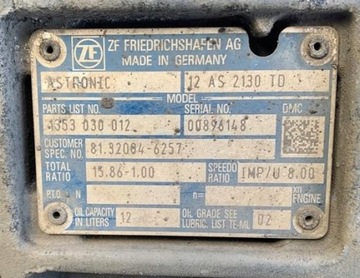 ZF FRIEDRICHSHAFEN AG
MADE IN GERMANY
ASTRONIC 12 AS 2130 TD
MODEL
PARTS LIST NO SERIAL NO. DMC
1353 030 012 00896148
CUSTOMER SPEC. NO. 81.32004-6257
TOTAL RATIO 15.86-1.00 SPEEDO RATIO IMP/U 8.00
P.T.O. N n= xn ENGINE
OIL CAPACITY IN LITERS 12 OIL GRADE SEE LUBRIC. LIST TE-ML 02